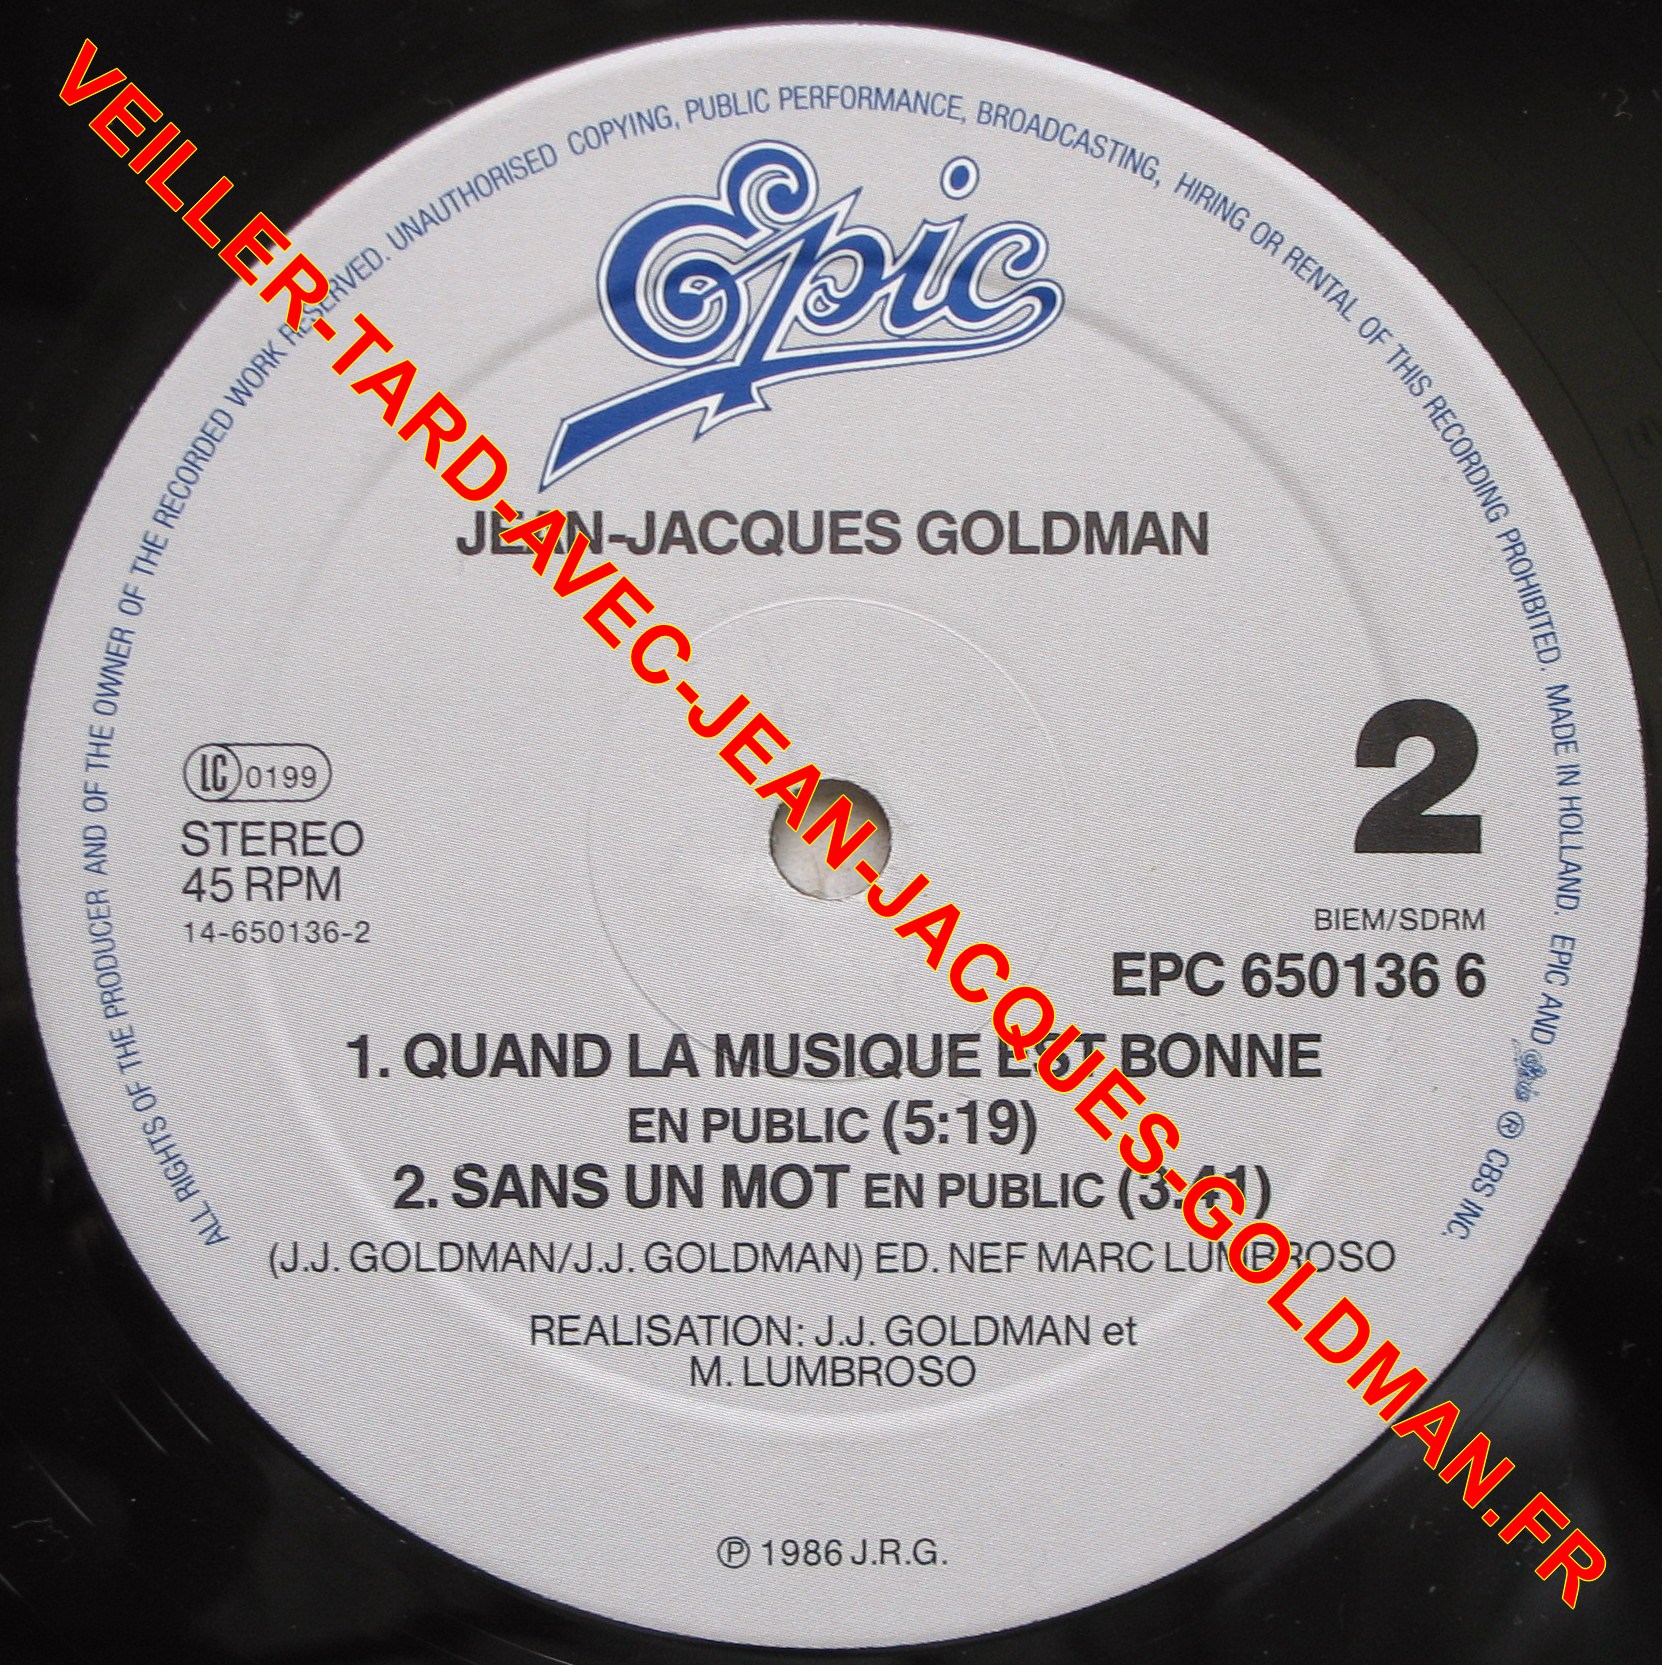 ALL RIGHTS OF THE PRODUCER AND OF THE OWNER OF THE RECORDED WORK RESERVED. UNAUTHORISED COPYING, PUBLIC PERFORMANCE, BROADCASTING, HIRING OR RENTAL OF THIS RECORDING PROHIBITED. MADE IN HOLLAND. EPIC AND Epic ® CBS INC.
Epic
JEAN-JACQUES GOLDMAN
LC 0199
STEREO
45 RPM
14-650136-2
2
BIEM/SDRM
EPC 650136 6
1. QUAND LA MUSIQUE EST BONNE
EN PUBLIC (5:19)
2. SANS UN MOT EN PUBLIC (3:41)
(J.J. GOLDMAN/J.J. GOLDMAN) ED. NEF MARC LUMBROSO
REALISATION: J.J. GOLDMAN et
M. LUMBROSO
℗ 1986 J.R.G.
VEILLER-TARD-AVEC-JEAN-JACQUES-GOLDMAN.FR